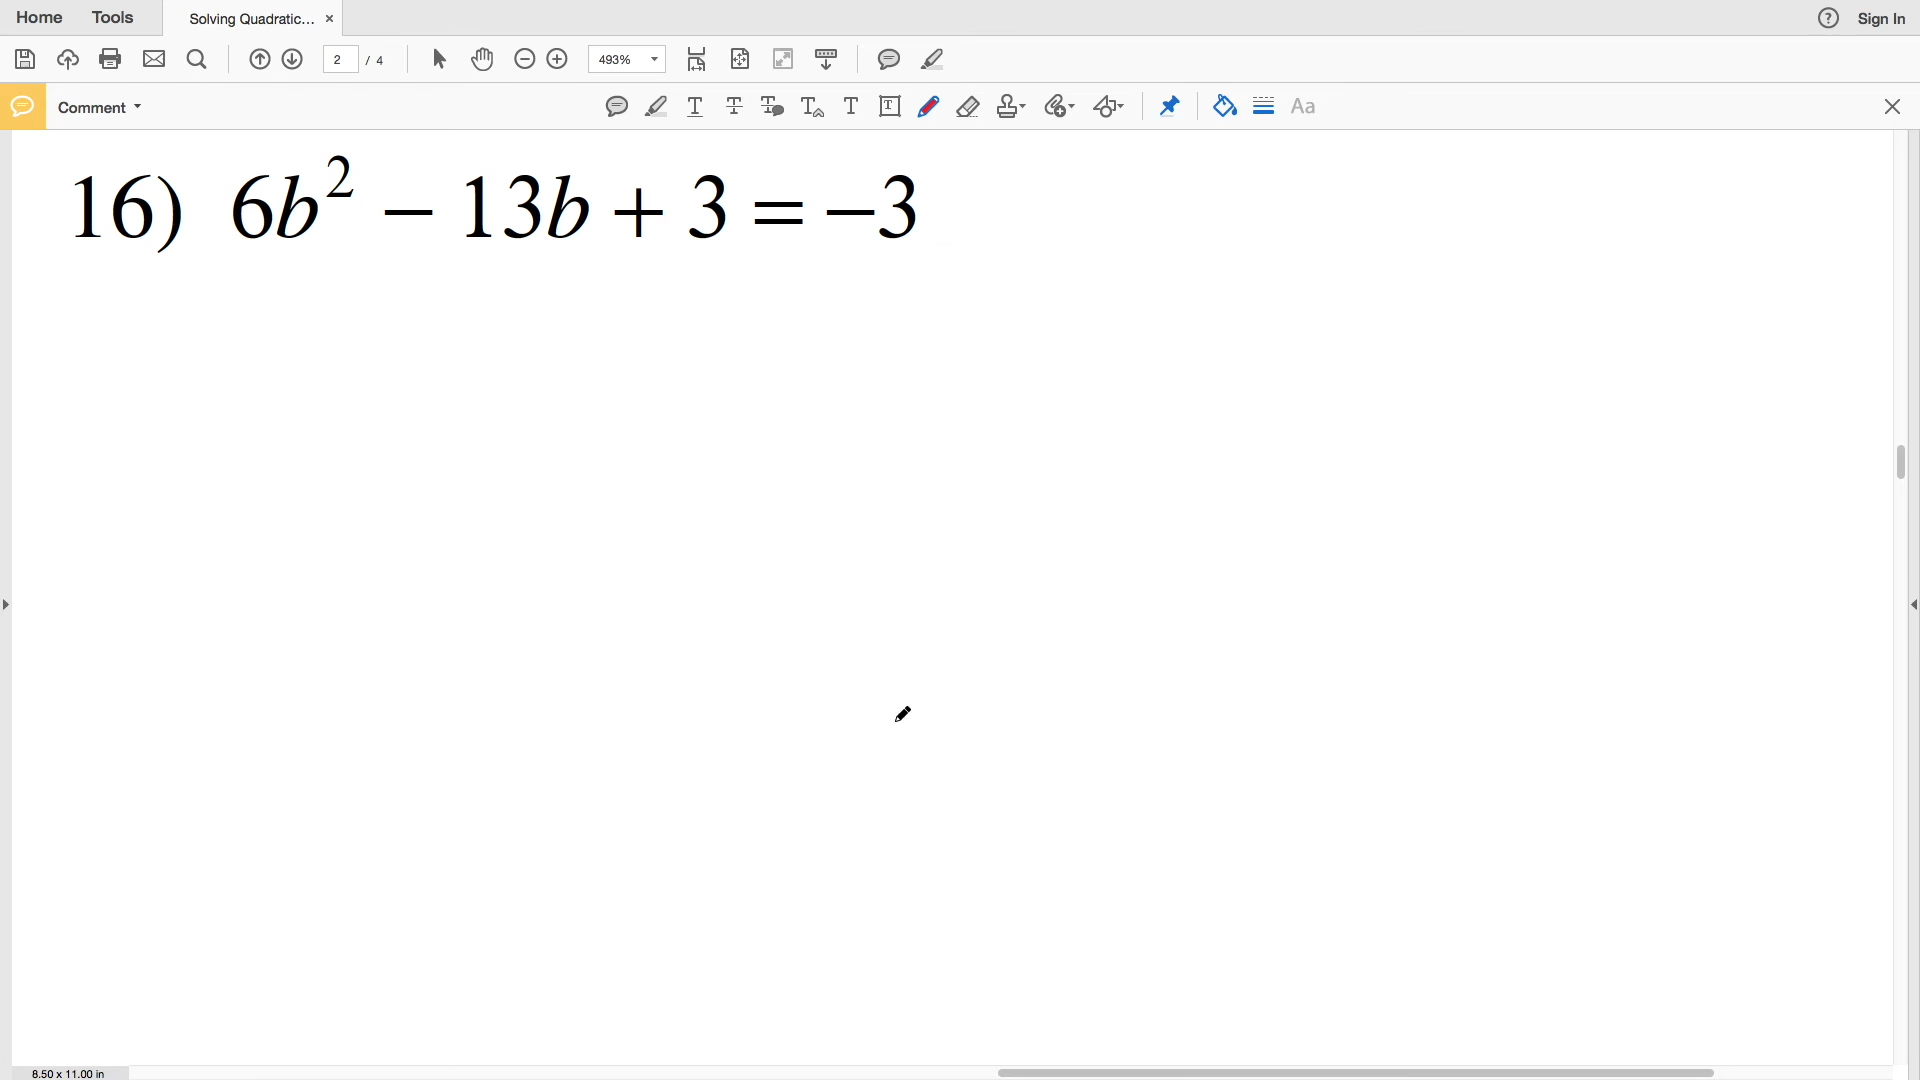 Home Tools Solving Quadratic... × ? Sign In
2 / 4 493%
Comment T T T T T T Aa
16) 6b² – 13b + 3 = –3
8.50 x 11.00 in